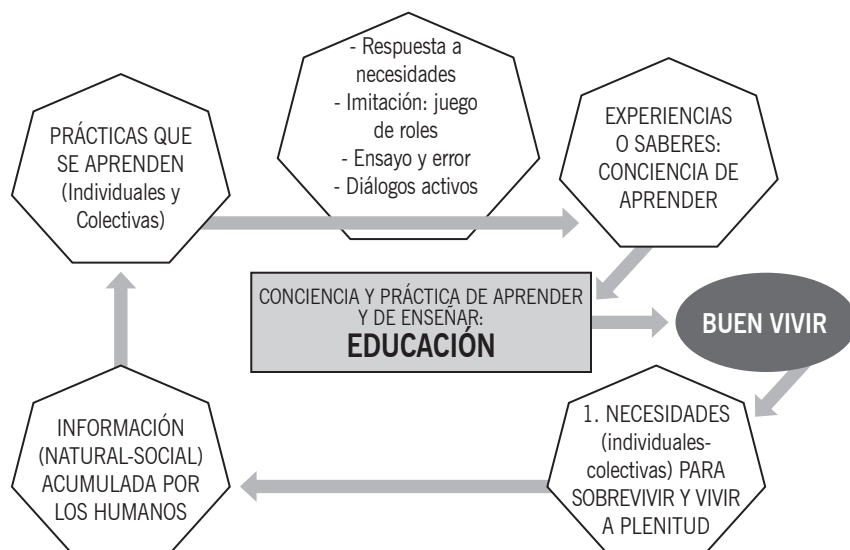 - Respuesta a
necesidades
- Imitación: juego
de roles
- Ensayo y error
- Diálogos activos
PRÁCTICAS QUE
SE APRENDEN
(Individuales y
Colectivas)
EXPERIENCIAS
O SABERES:
CONCIENCIA DE
APRENDER
CONCIENCIA Y PRÁCTICA DE APRENDER
Y DE ENSEÑAR:
EDUCACIÓN
BUEN VIVIR
1. NECESIDADES
(individuales-
colectivas) PARA
SOBREVIVIR Y VIVIR
A PLENITUD
INFORMACIÓN
(NATURAL-SOCIAL)
ACUMULADA POR
LOS HUMANOS